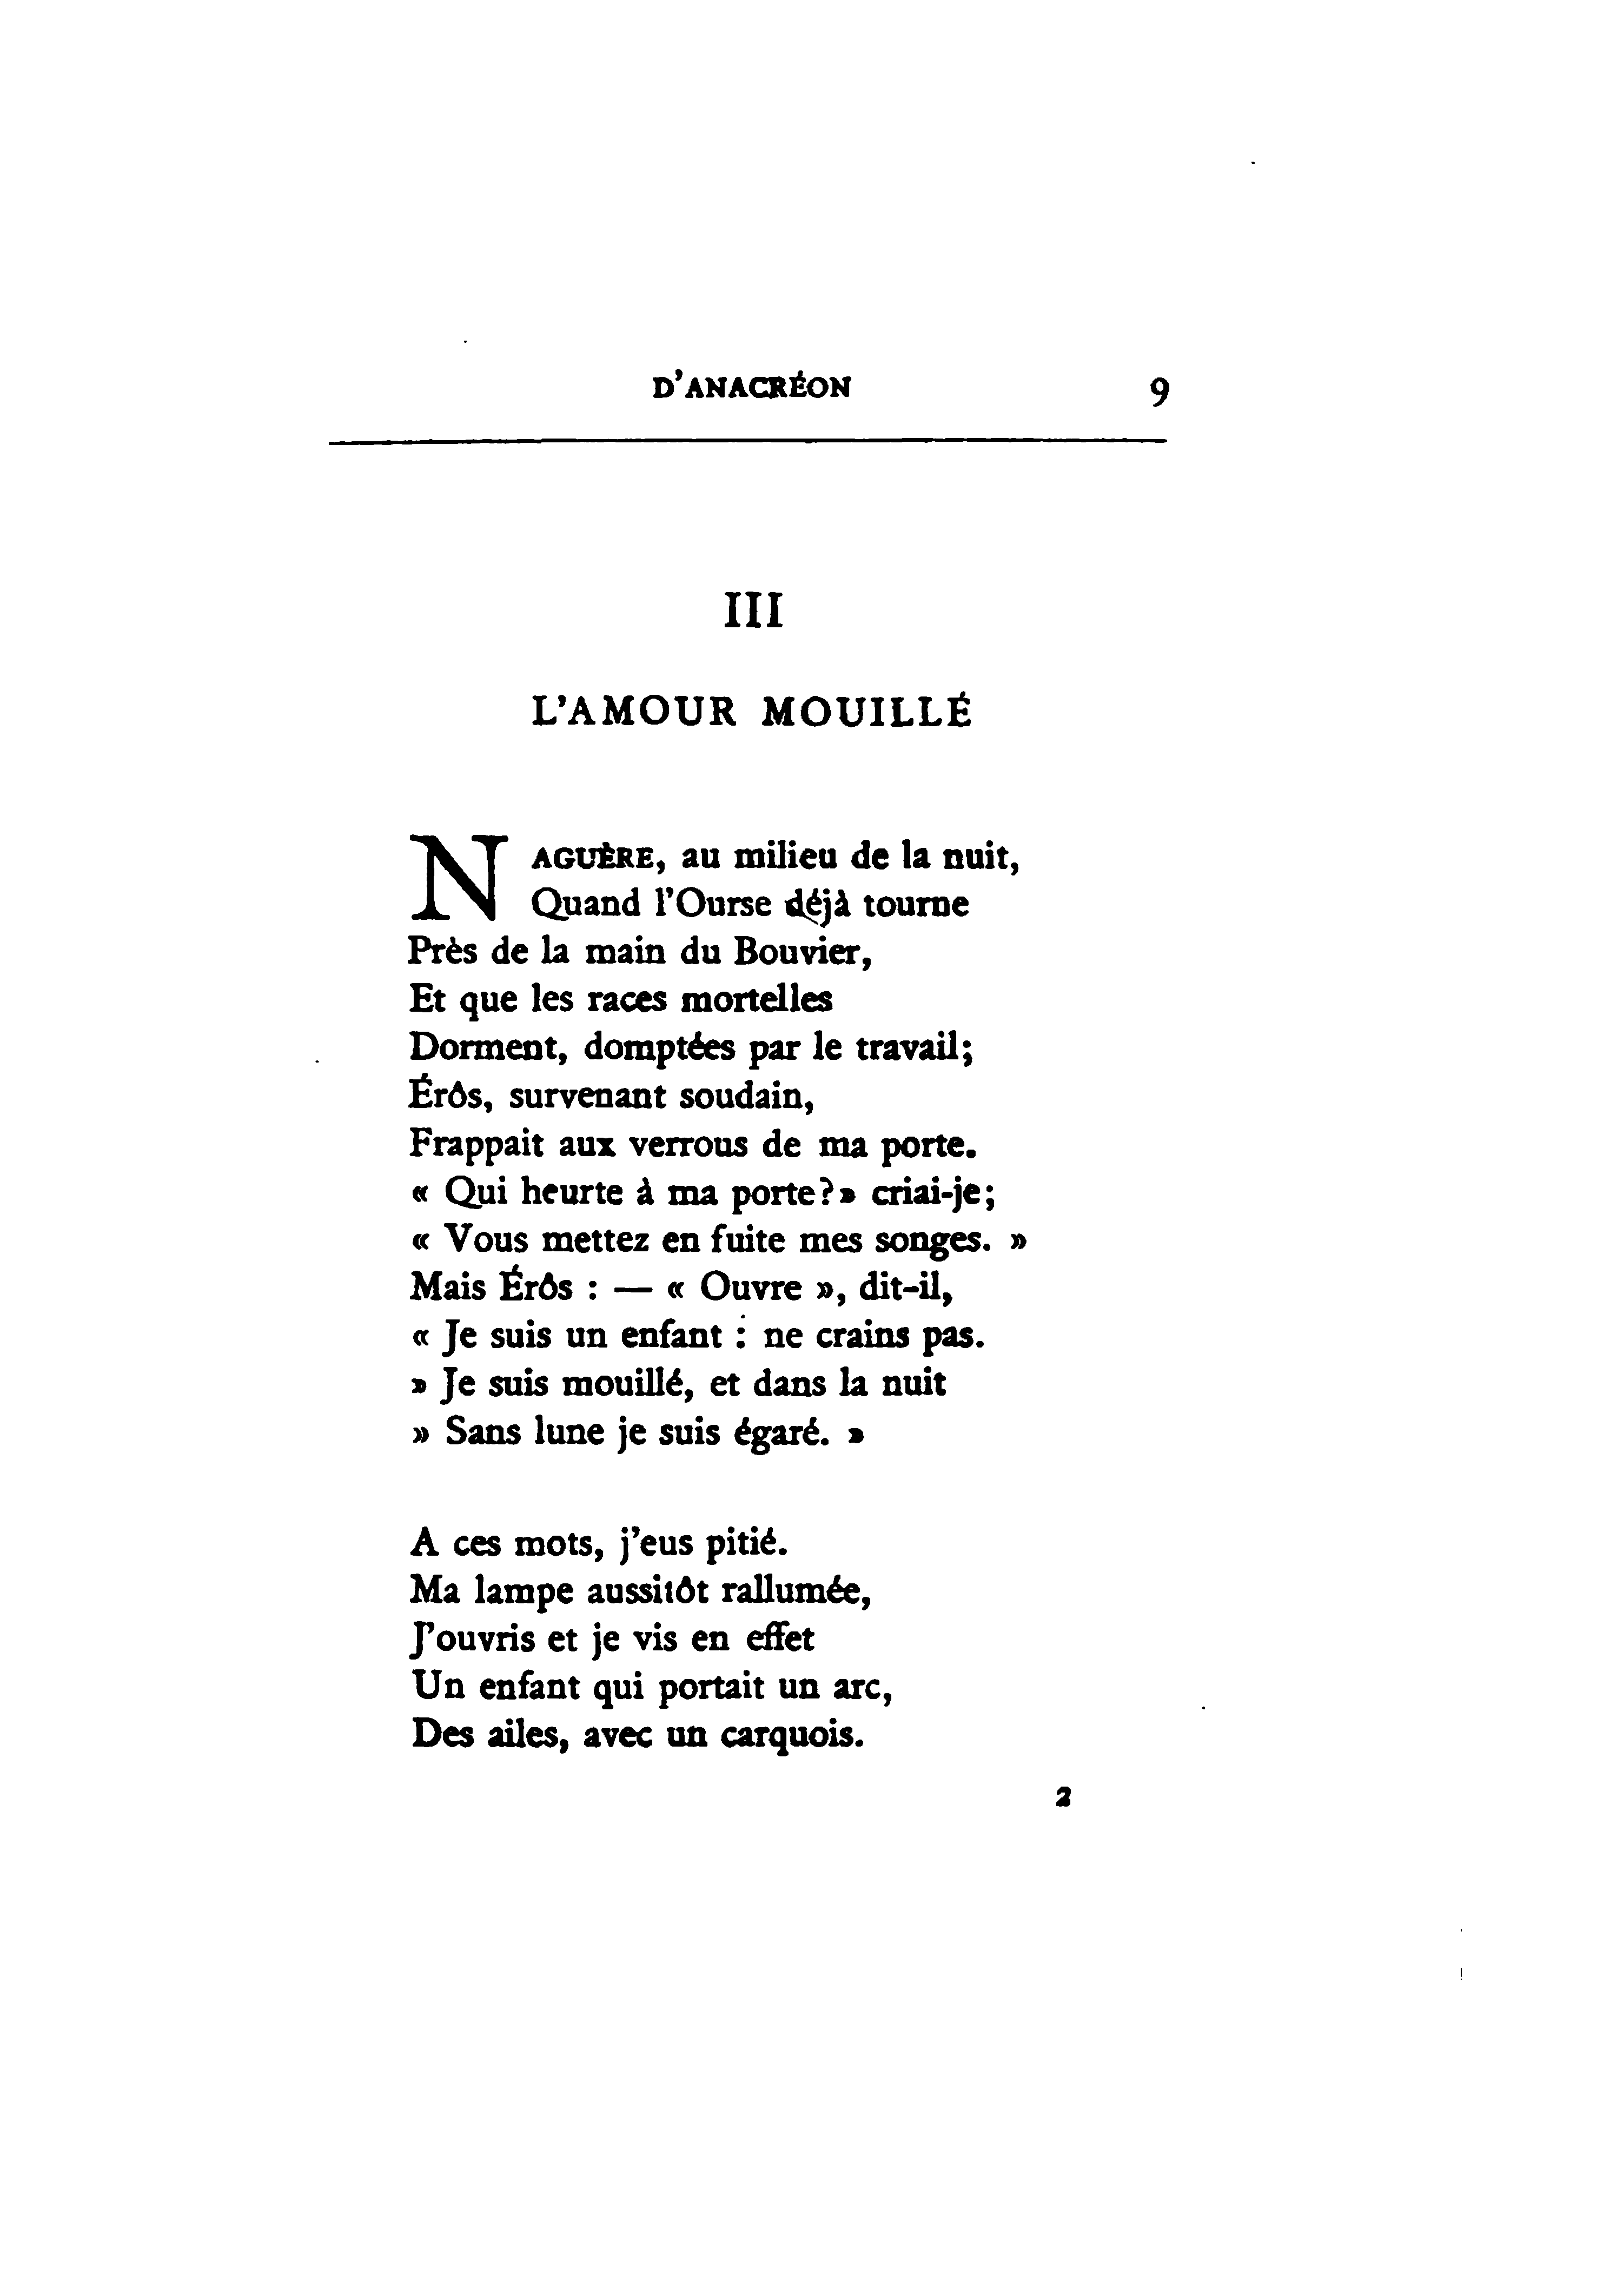 D'ANACRÉON 9
III
L'AMOUR MOUILLÉ
NAGUÈRE, au milieu de la nuit,
Quand l'Ourse déjà tourne
Près de la main du Bouvier,
Et que les races mortelles
Dorment, domptées par le travail;
Érôs, survenant soudain,
Frappait aux verrous de ma porte.
« Qui heurte à ma porte?» criai-je;
« Vous mettez en fuite mes songes. »
Mais Érôs : — « Ouvre », dit-il,
« Je suis un enfant : ne crains pas.
» Je suis mouillé, et dans la nuit
» Sans lune je suis égaré. »
A ces mots, j'eus pitié.
Ma lampe aussitôt rallumée,
J'ouvris et je vis en effet
Un enfant qui portait un arc,
Des ailes, avec un carquois.
2